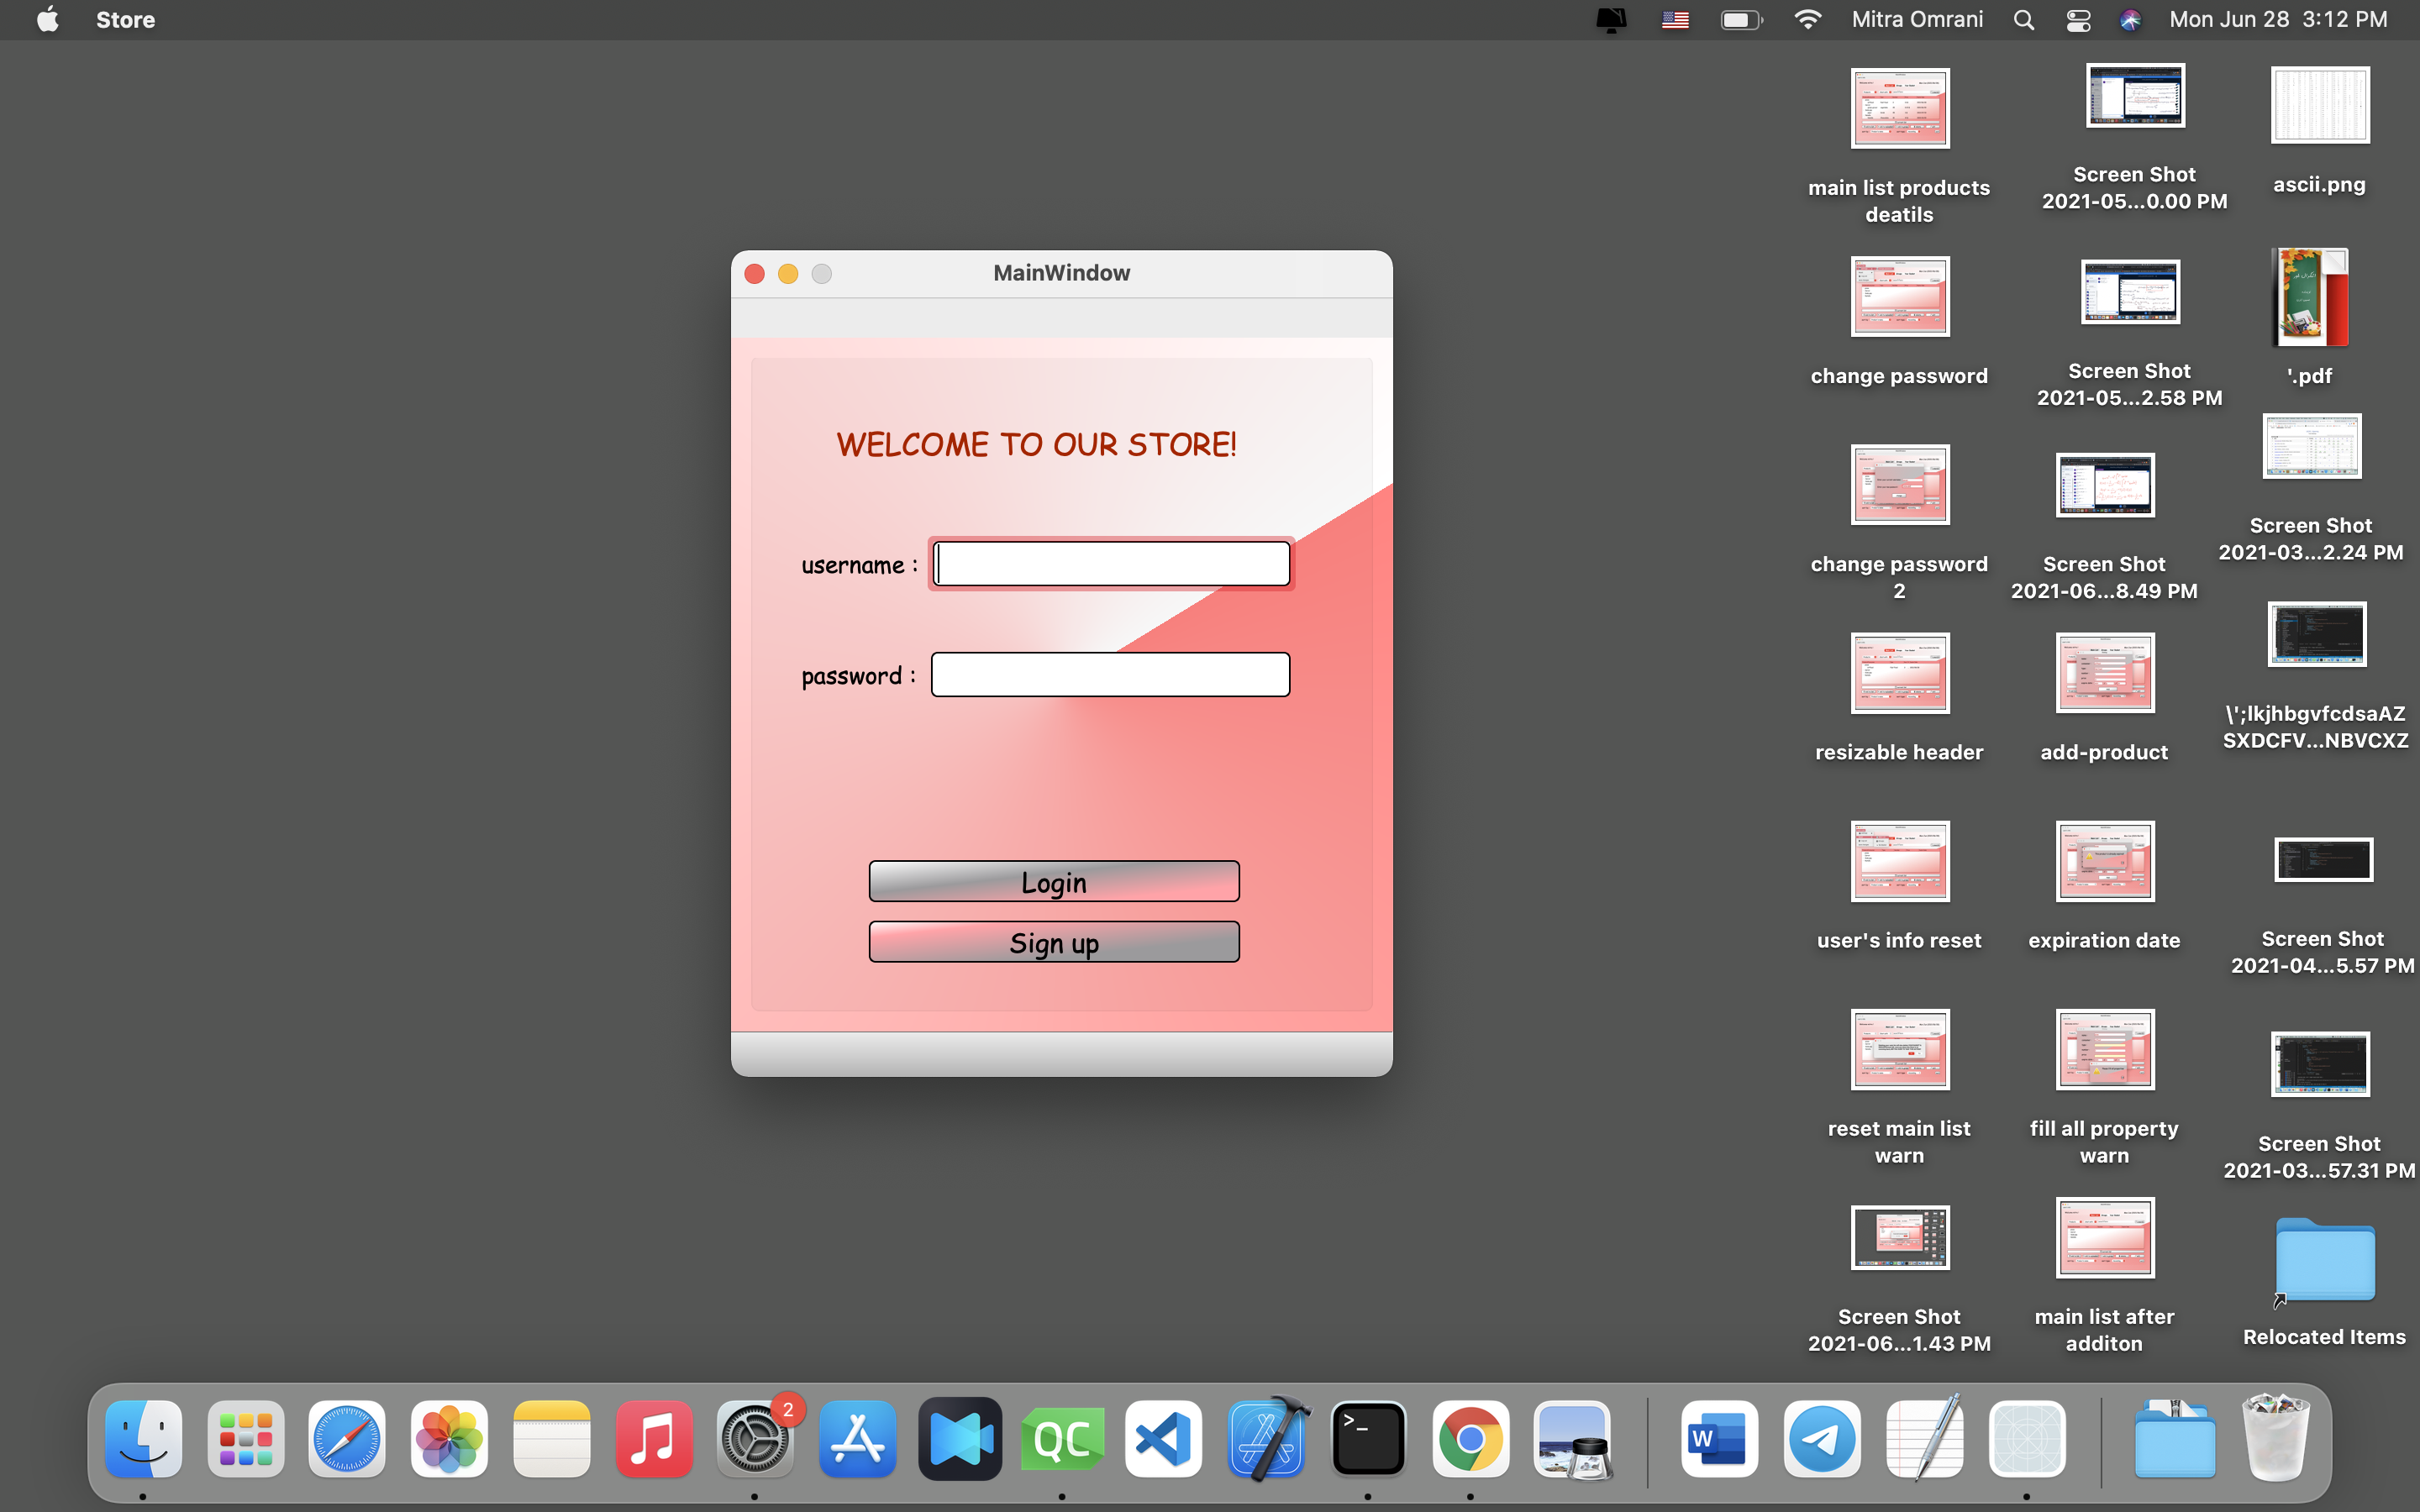 Store
Mitra Omrani
Mon Jun 28 3:12 PM
MainWindow
WELCOME TO OUR STORE!
username :
password :
Login
Sign up
main list products
deatils
change password
change password
2
resizable header
user's info reset
reset main list
warn
Screen Shot
2021-06...1.43 PM
Screen Shot
2021-05...0.00 PM
Screen Shot
2021-05...2.58 PM
Screen Shot
2021-06...8.49 PM
add-product
expiration date
fill all property
warn
main list after
additon
ascii.png
'.pdf
Screen Shot
2021-03...2.24 PM
\';lkjhbgvfcdsaAZ
SXDCFV...NBVCXZ
Screen Shot
2021-04...5.57 PM
Screen Shot
2021-03...57.31 PM
Relocated Items
2
QC
>_
W